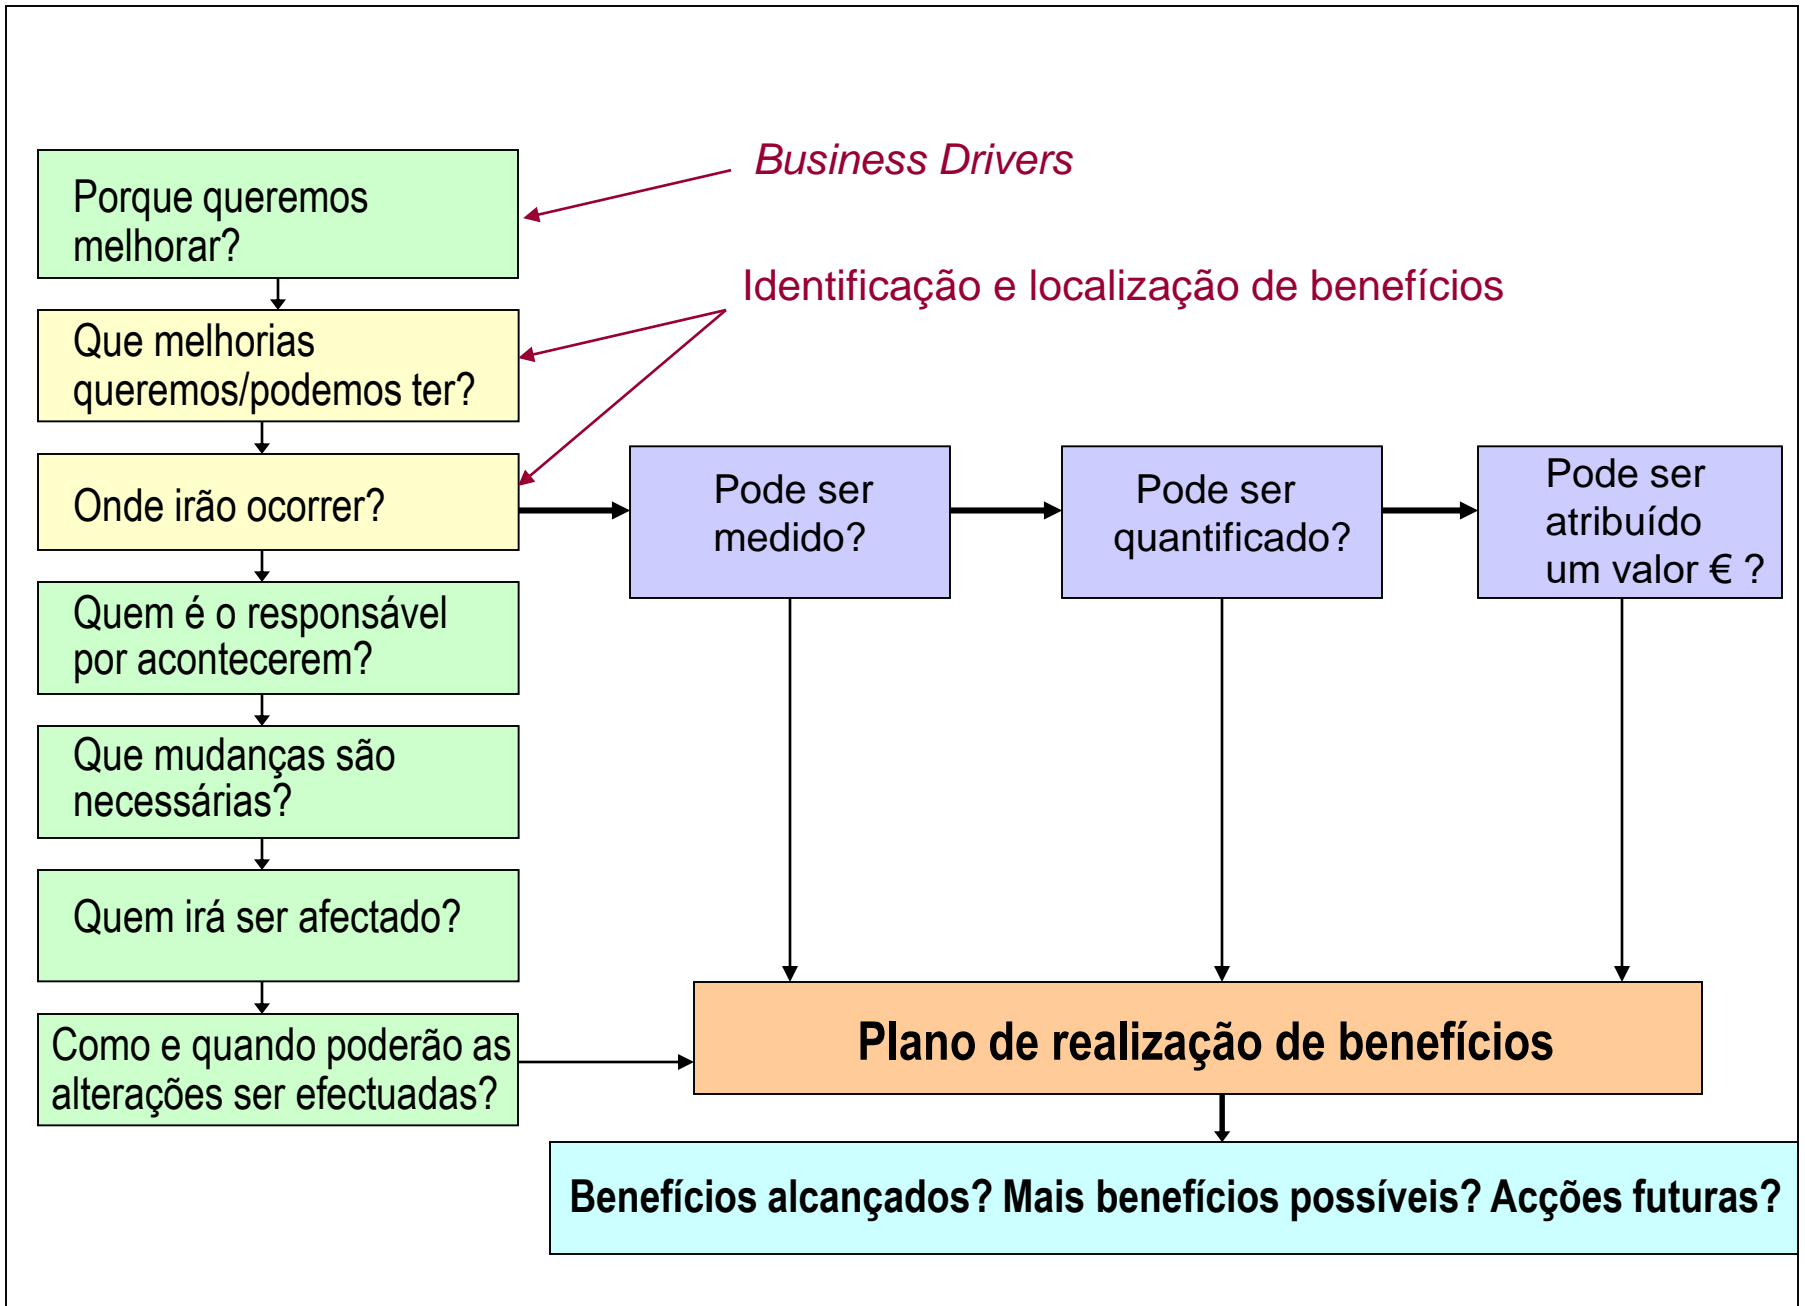 Business Drivers
Porque queremos
melhorar?
Identificação e localização de benefícios
Que melhorias
queremos/podemos ter?
Onde irão ocorrer?
Pode ser
medido?
Pode ser
quantificado?
Pode ser
atribuído
um valor € ?
Quem é o responsável
por acontecerem?
Que mudanças são
necessárias?
Quem irá ser afectado?
Como e quando poderão as
alterações ser efectuadas?
Plano de realização de benefícios
Benefícios alcançados? Mais benefícios possíveis? Acções futuras?